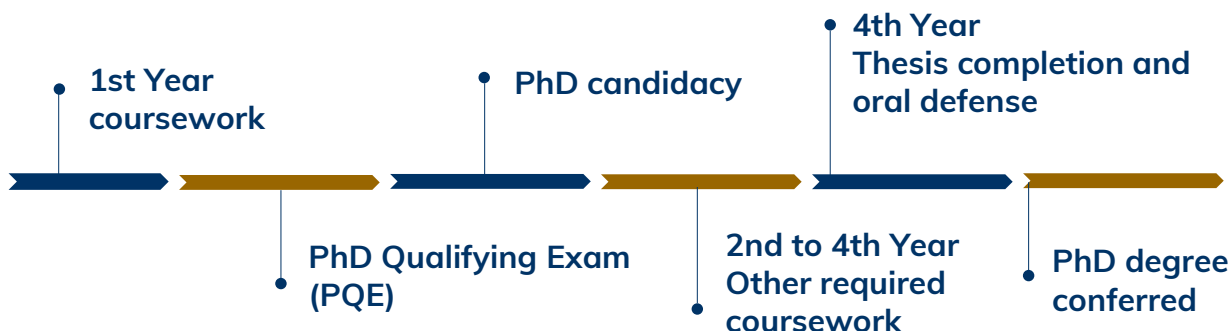 1st Year
coursework
PhD Qualifying Exam
(PQE)
PhD candidacy
2nd to 4th Year
Other required
coursework
4th Year
Thesis completion and
oral defense
PhD degree
conferred